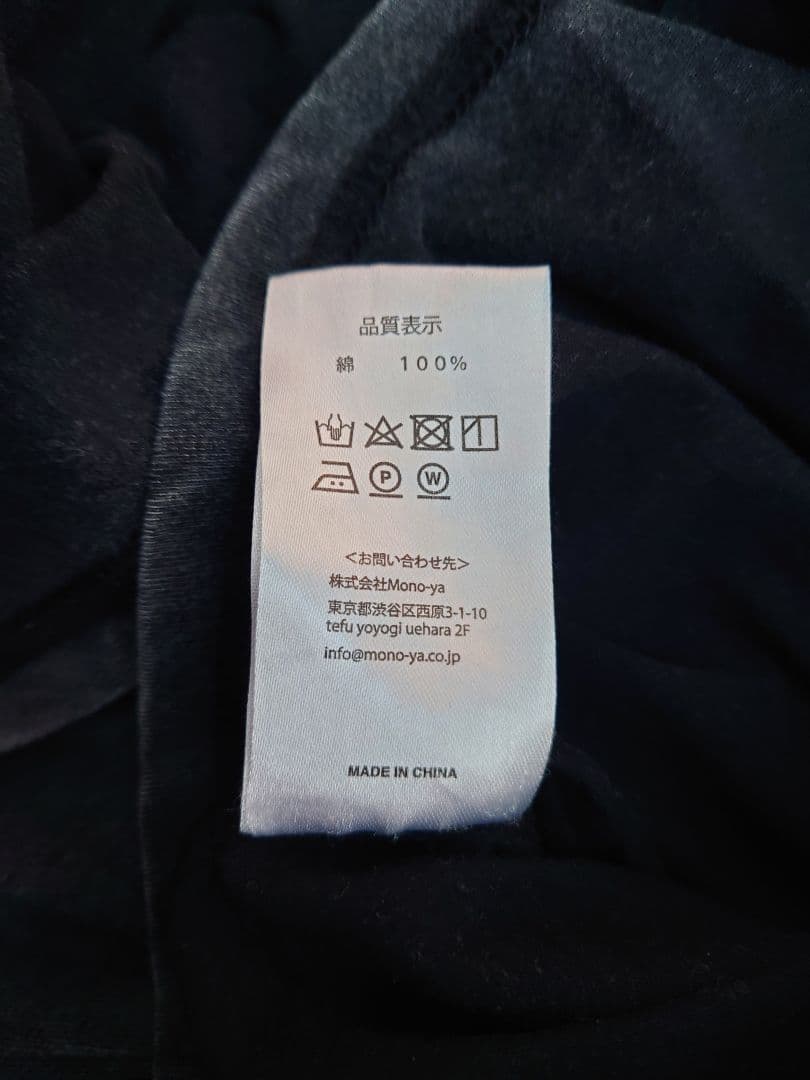 品質表示
綿 100%
P W
<お問い合わせ先>
株式会社Mono-ya
東京都渋谷区西原3-1-10
tefu yoyogi uehara 2F
info@mono-ya.co.jp
MADE IN CHINA